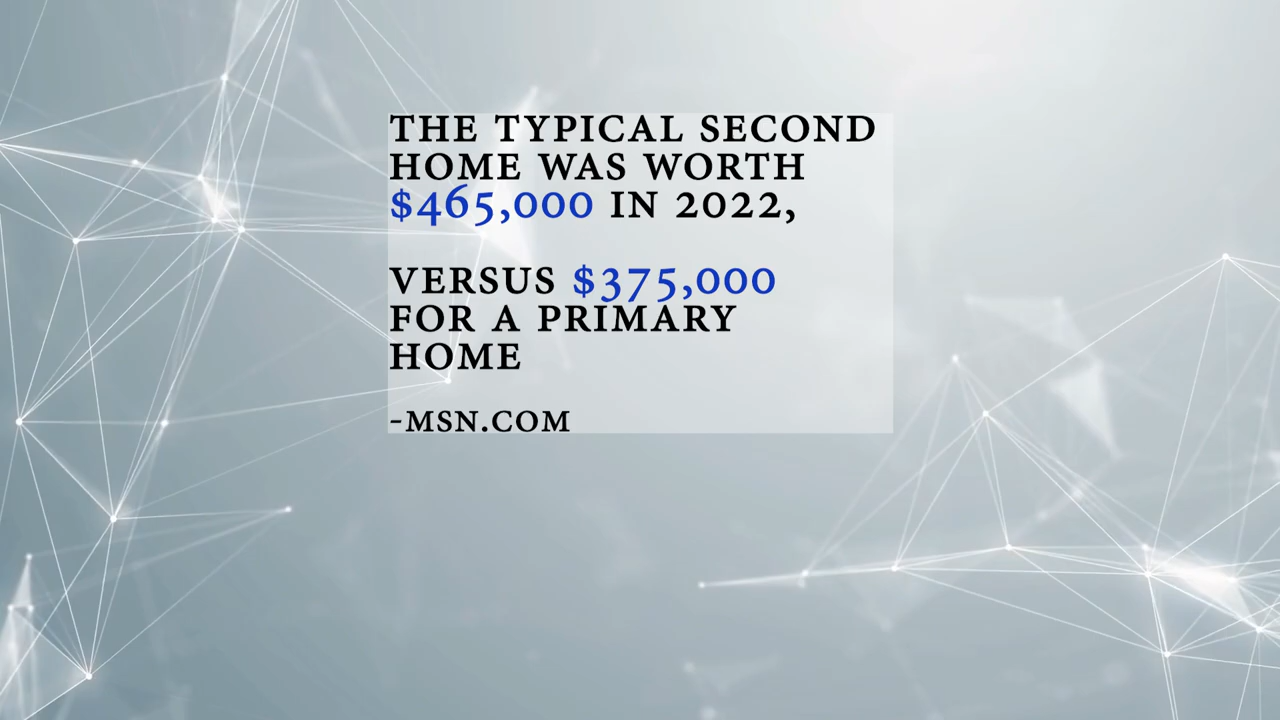 THE TYPICAL SECOND
HOME WAS WORTH
$465,000 IN 2022,
VERSUS $375,000
FOR A PRIMARY
HOME
-MSN.COM